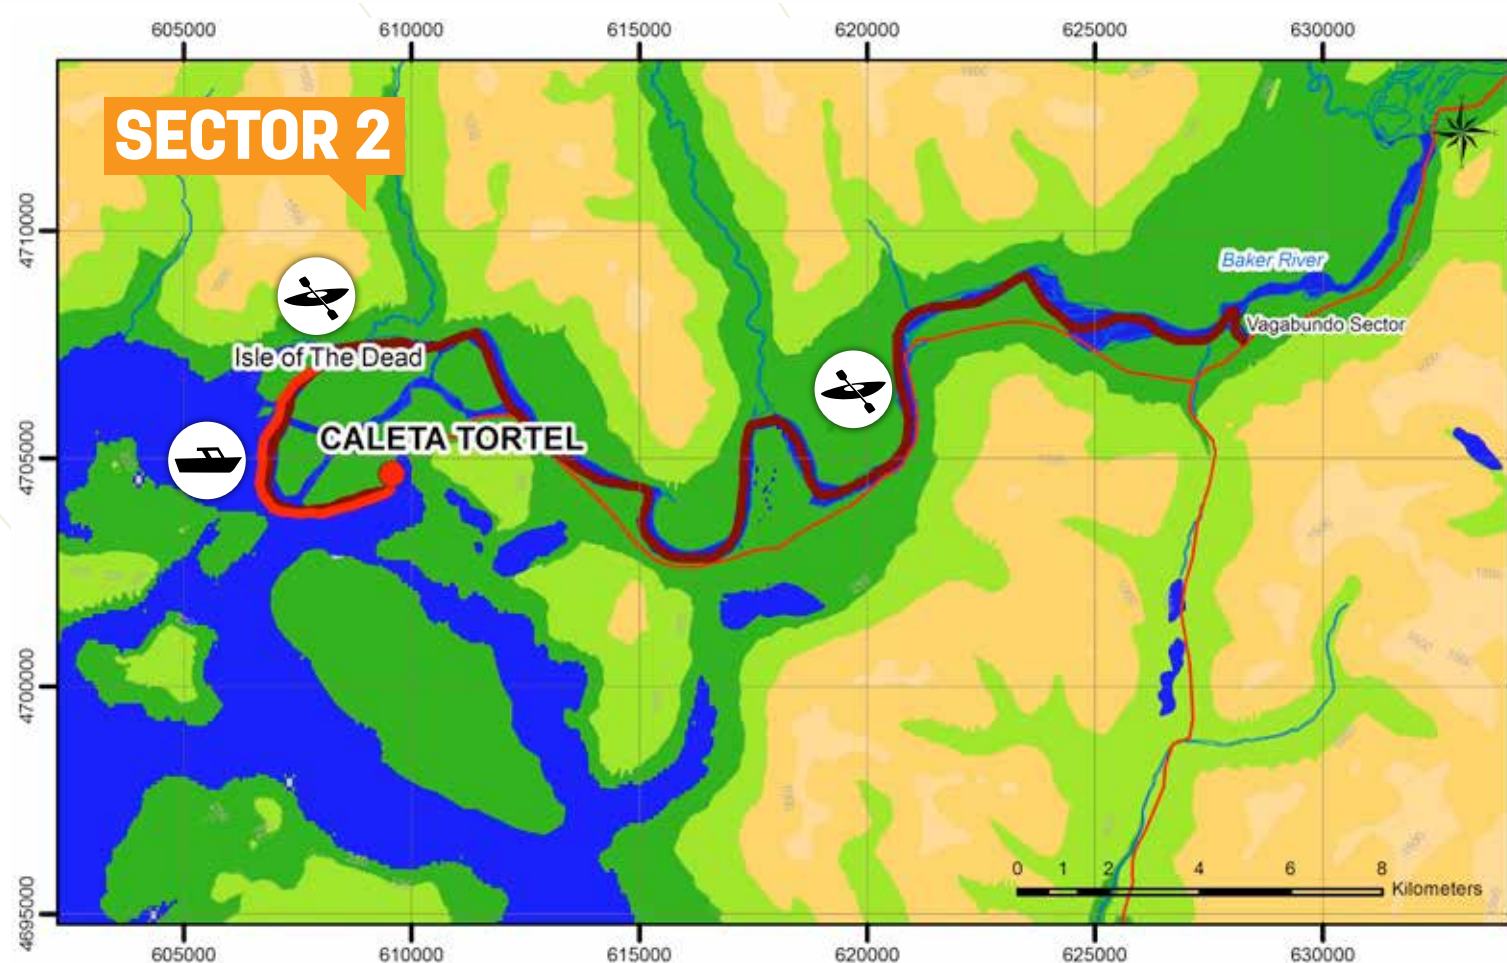 605000 610000 615000 620000 625000 630000
SECTOR 2
4710000
Baker River
Vagabundo Sector
Isle of The Dead
4705000
CALETA TORTEL
4700000
0 1 2 4 6 8
Kilometers
4695000
605000 610000 615000 620000 625000 630000